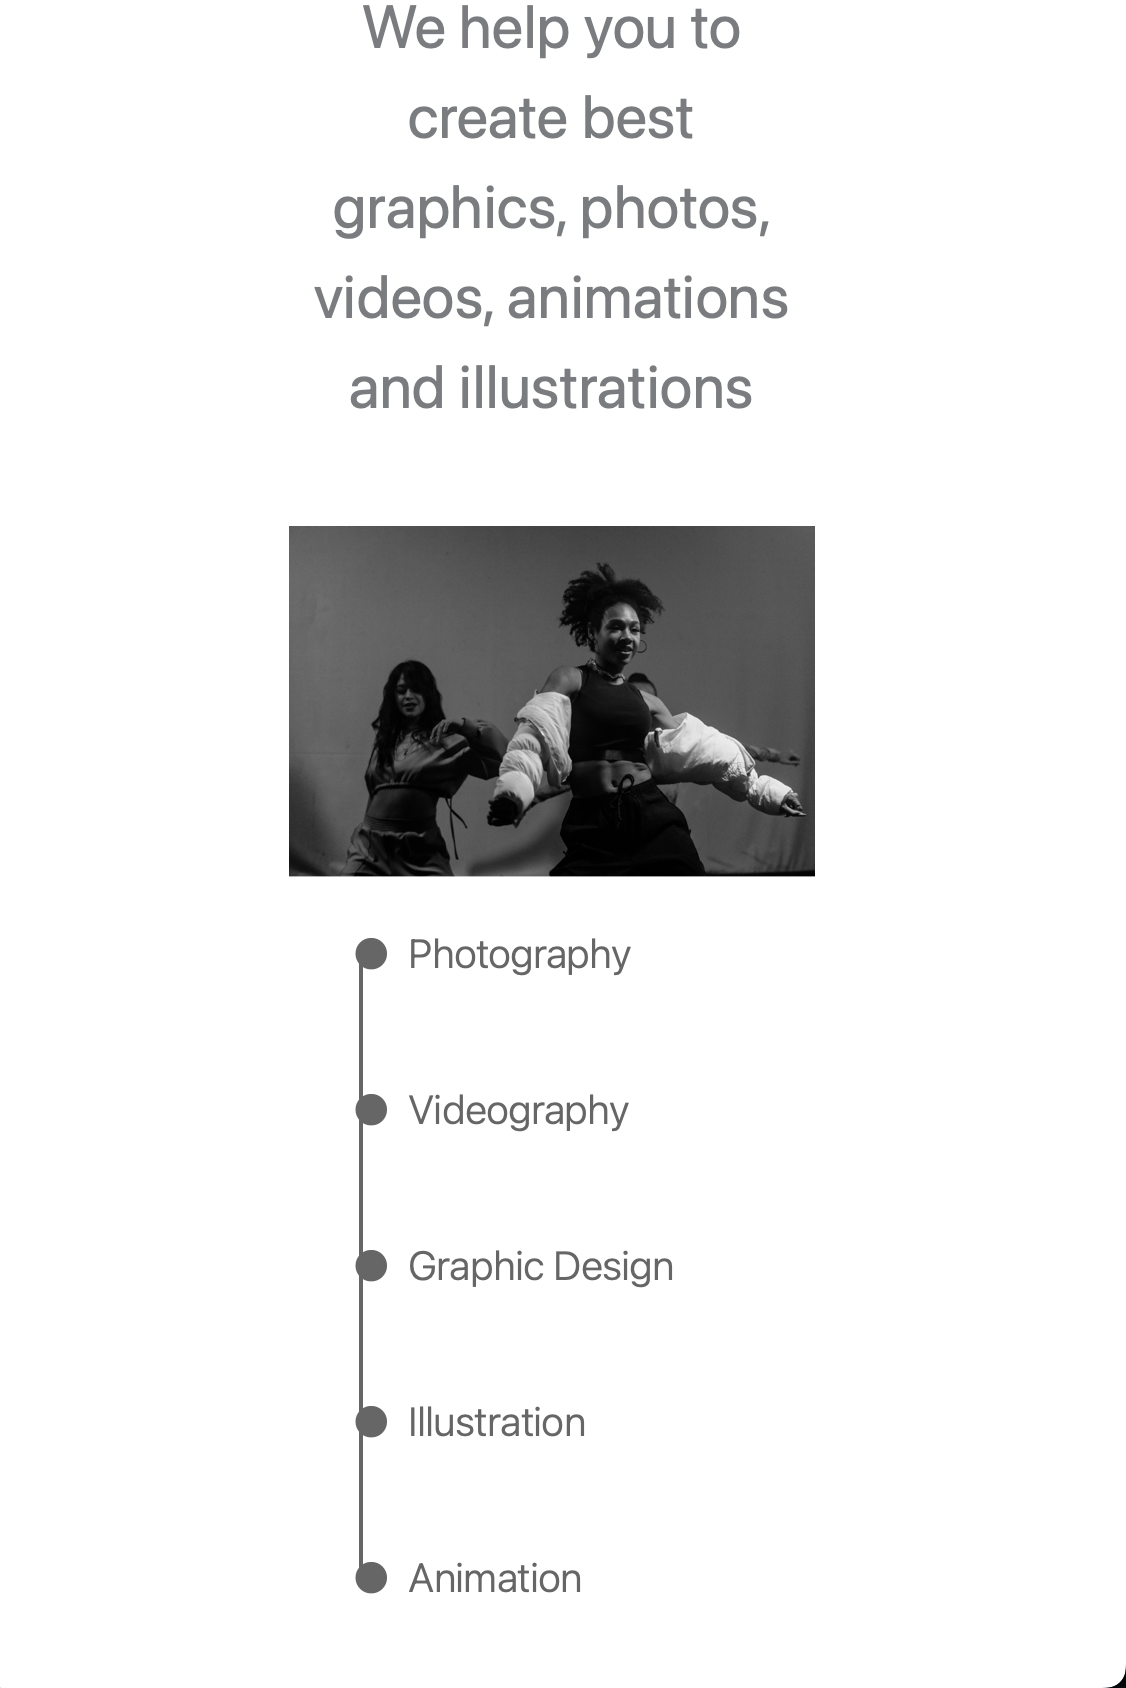 We help you to
create best
graphics, photos,
videos, animations
and illustrations
Photography
Videography
Graphic Design
Illustration
Animation